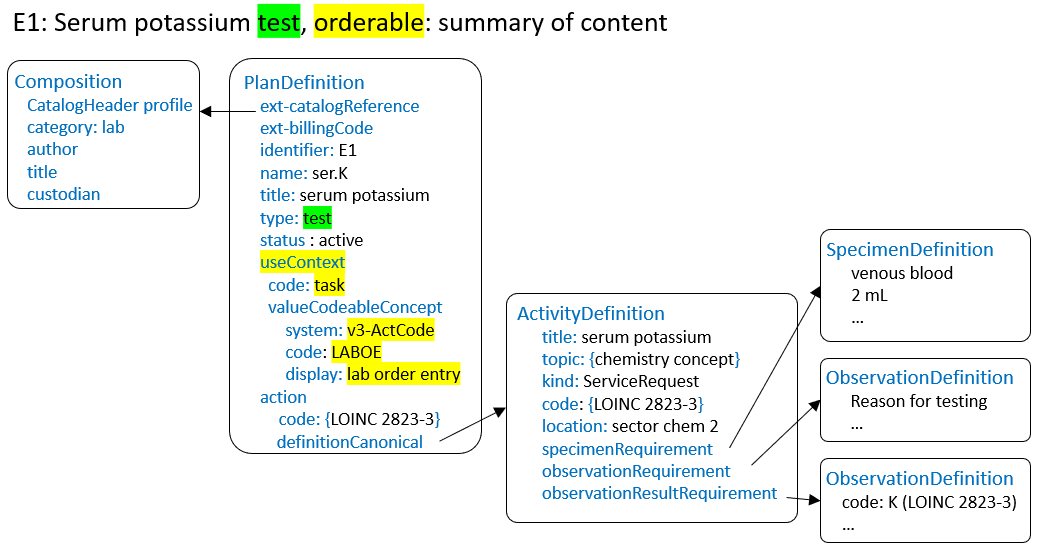 E1: Serum potassium test, orderable: summary of content
Composition
CatalogHeader profile
category: lab
author
title
custodian
PlanDefinition
ext-catalogReference
ext-billingCode
identifier: E1
name: ser.K
title: serum potassium
type: test
status : active
useContext
code: task
valueCodeableConcept
system: v3-ActCode
code: LABOE
display: lab order entry
action
code: {LOINC 2823-3}
definitionCanonical
ActivityDefinition
title: serum potassium
topic: {chemistry concept}
kind: ServiceRequest
code: {LOINC 2823-3}
location: sector chem 2
specimenRequirement
observationRequirement
observationResultRequirement
SpecimenDefinition
venous blood
2 mL
...
ObservationDefinition
Reason for testing
...
ObservationDefinition
code: K (LOINC 2823-3)
...